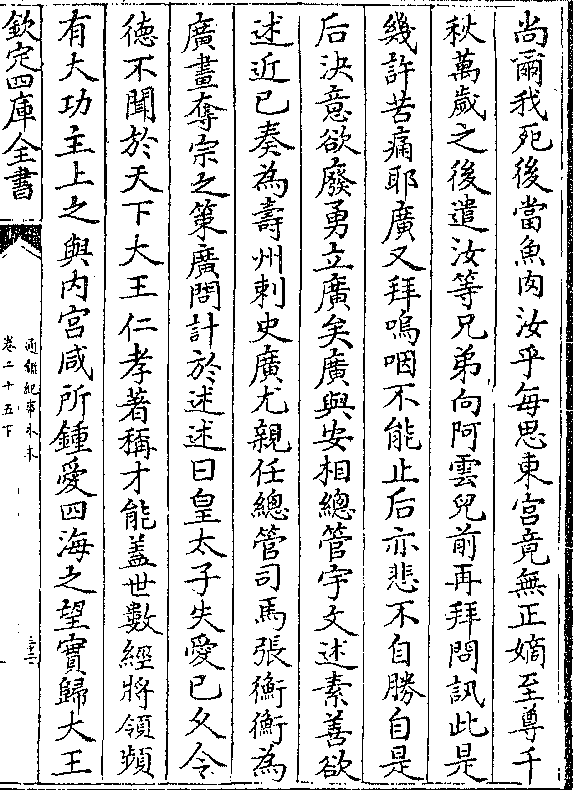 尚爾我死後當魚肉汝乎每思東宮竟無正嫡至尊千
秋萬歲之後遣汝等兄弟向阿雲兒前再拜問訊此是
幾許苦痛耶廣又拜嗚咽不能止后亦悲不自勝自是
后決意欲廢勇立廣矣廣與安相總管宇文述素善欲
述近已奏為壽州刺史廣尤親任總管司馬張衡衡為
廣畫奪宗之策廣問計於述述曰皇太子失愛已久令
德不聞於天下大王仁孝著稱才能蓋世數經將領頻
有大功主上之與內宫咸所鍾愛四海之望實歸大王
欽定四庫全書
通鑑紀事本末
卷二十五下